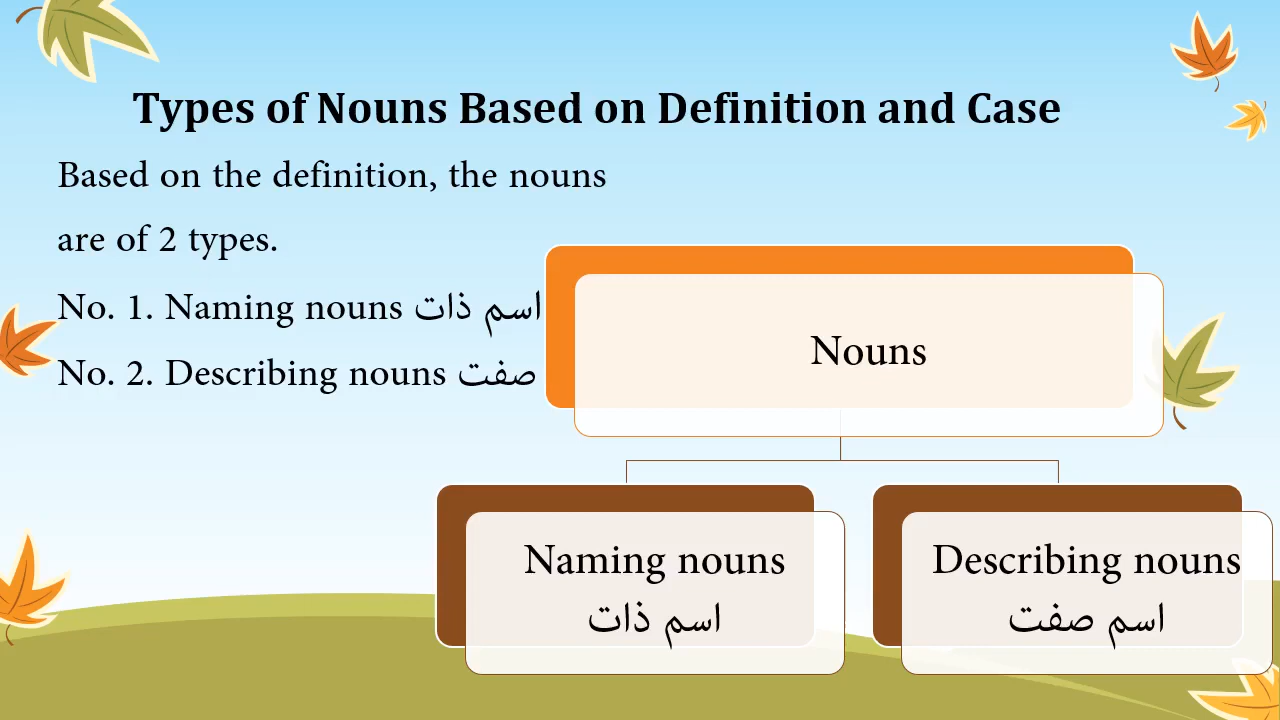 Types of Nouns Based on Definition and Case
Based on the definition, the nouns
are of 2 types.
No. 1. Naming nouns اسم ذات
No. 2. Describing nouns صفت
Nouns
Naming nouns
اسم ذات
Describing nouns
اسم صفت